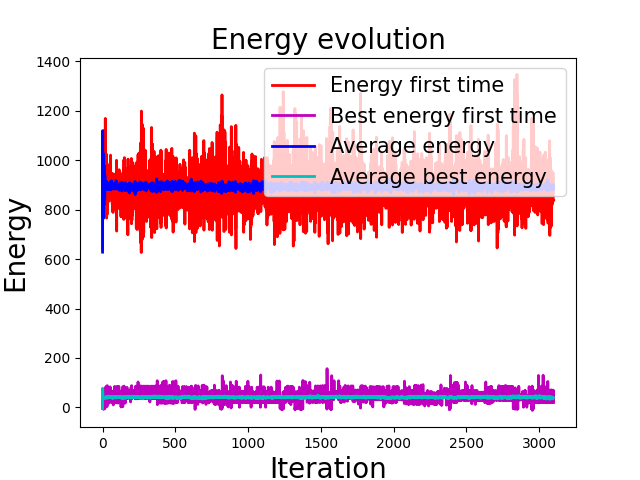 Energy evolution
1400
1200
1000
800
600
400
200
0
Energy
Energy first time
Best energy first time
Average energy
Average best energy
0 500 1000 1500 2000 2500 3000
Iteration